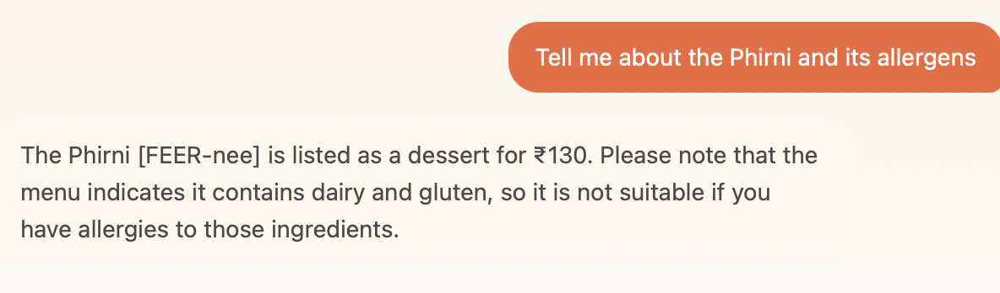 Tell me about the Phirni and its allergens
The Phirni [FEER-nee] is listed as a dessert for ₹130. Please note that the
menu indicates it contains dairy and gluten, so it is not suitable if you
have allergies to those ingredients.